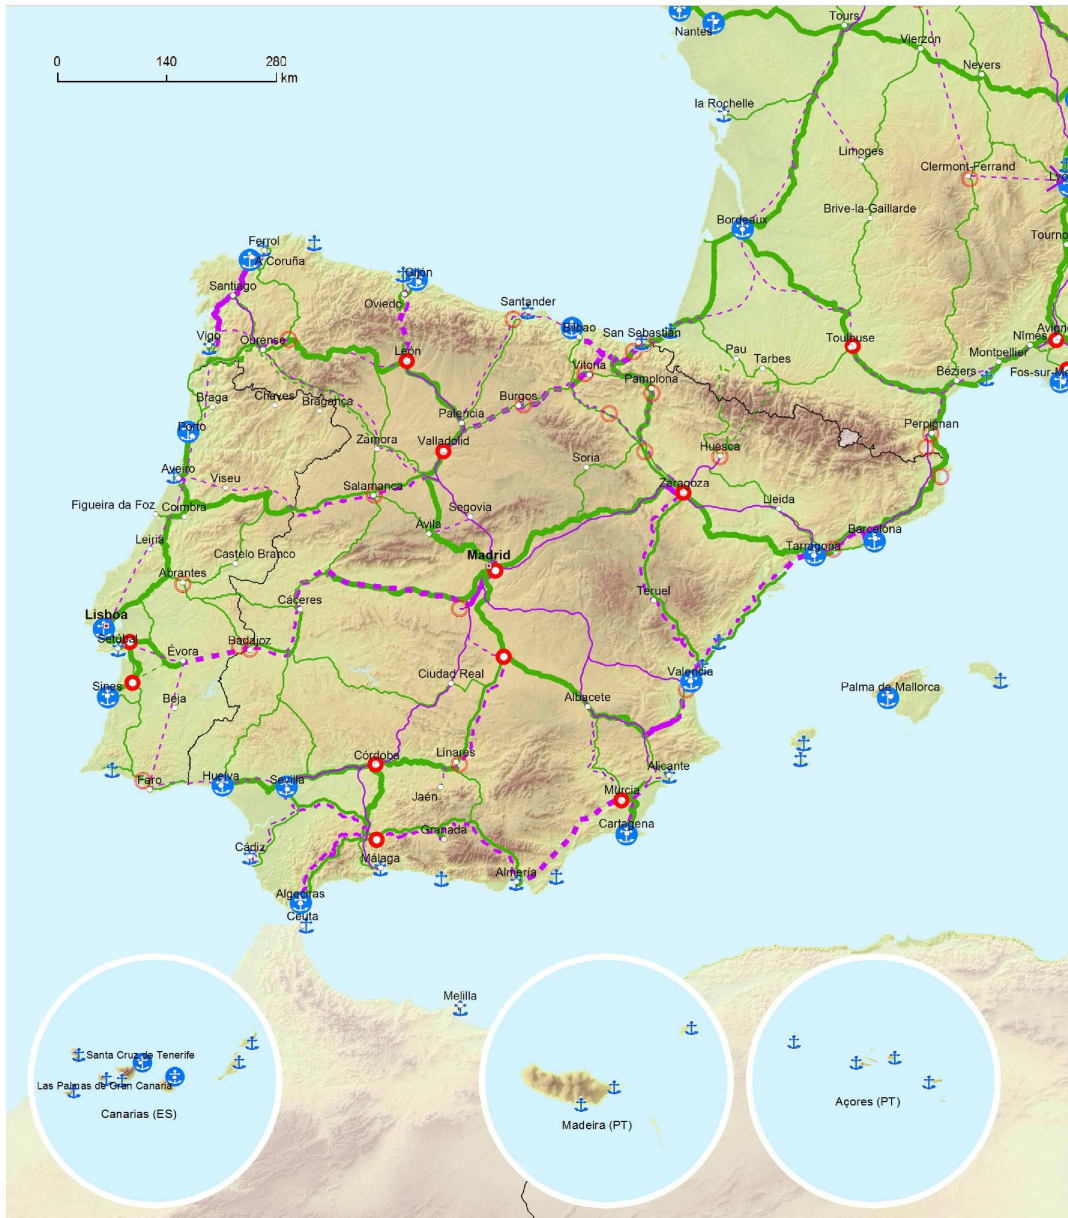 0 140 280
km
Tours
Nantes
Vierzon
Nevers
la Rochelle
Limoges
Clermont-Ferrand
Brive-la-Gaillarde
Bordeaux
Ferrol
A Coruña
Gijón
Santiago
Oviedo
Santander
Bilbao
San Sebastián
Vigo
Ourense
León
Vitoria
Pamplona
Pau
Tarbes
Toulouse
Nîmes
Montpellier
Béziers
Braga
Chaves
Bragança
Palencia
Burgos
Perpignan
Porto
Zamora
Valladolid
Soria
Huesca
Aveiro
Viseu
Salamanca
Zaragoza
Lleida
Figueira da Foz
Coimbra
Segovia
Ávila
Barcelona
Leiria
Tarragona
Castelo Branco
Madrid
Abrantes
Cáceres
Teruel
Lisboa
Setúbal
Évora
Badajoz
Ciudad Real
Valencia
Palma de Mallorca
Sines
Beja
Albacete
Córdoba
Linares
Alicante
Faro
Huelva
Sevilla
Jaén
Murcia
Cartagena
Granada
Cádiz
Málaga
Almería
Algeciras
Ceuta
Melilla
Santa Cruz de Tenerife
Las Palmas de Gran Canaria
Canarias (ES)
Madeira (PT)
Açores (PT)